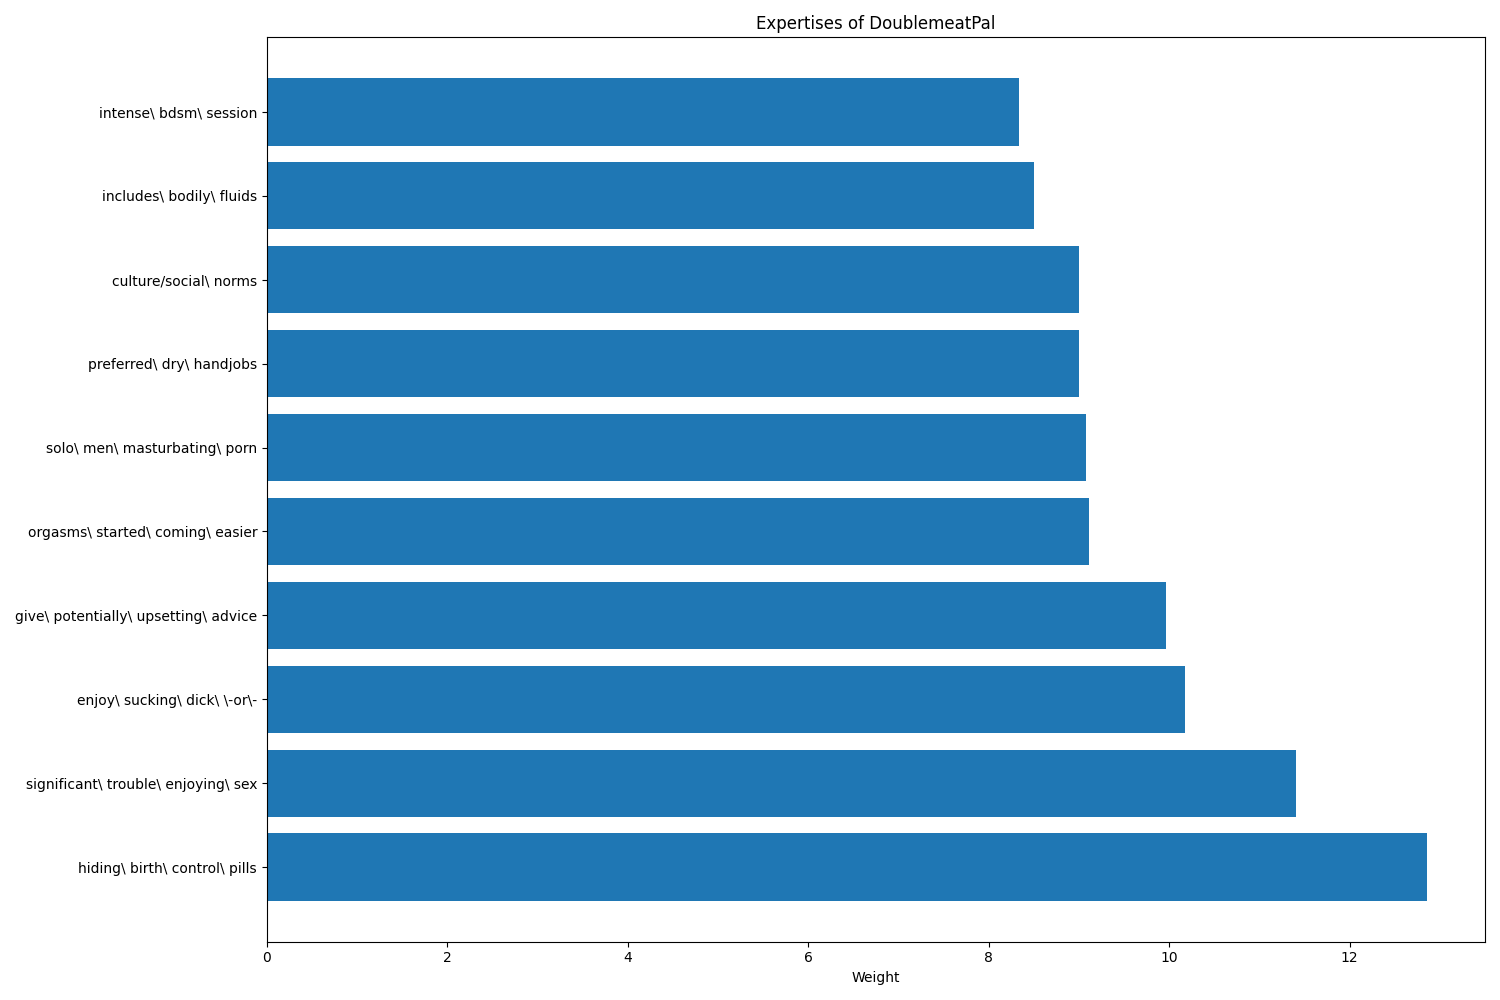 Expertises of DoublemeatPal
intense\ bdsm\ session
includes\ bodily\ fluids
culture/social\ norms
preferred\ dry\ handjobs
solo\ men\ masturbating\ porn
orgasms\ started\ coming\ easier
give\ potentially\ upsetting\ advice
enjoy\ sucking\ dick\ \-or\-
significant\ trouble\ enjoying\ sex
hiding\ birth\ control\ pills
0 2 4 6 8 10 12
Weight